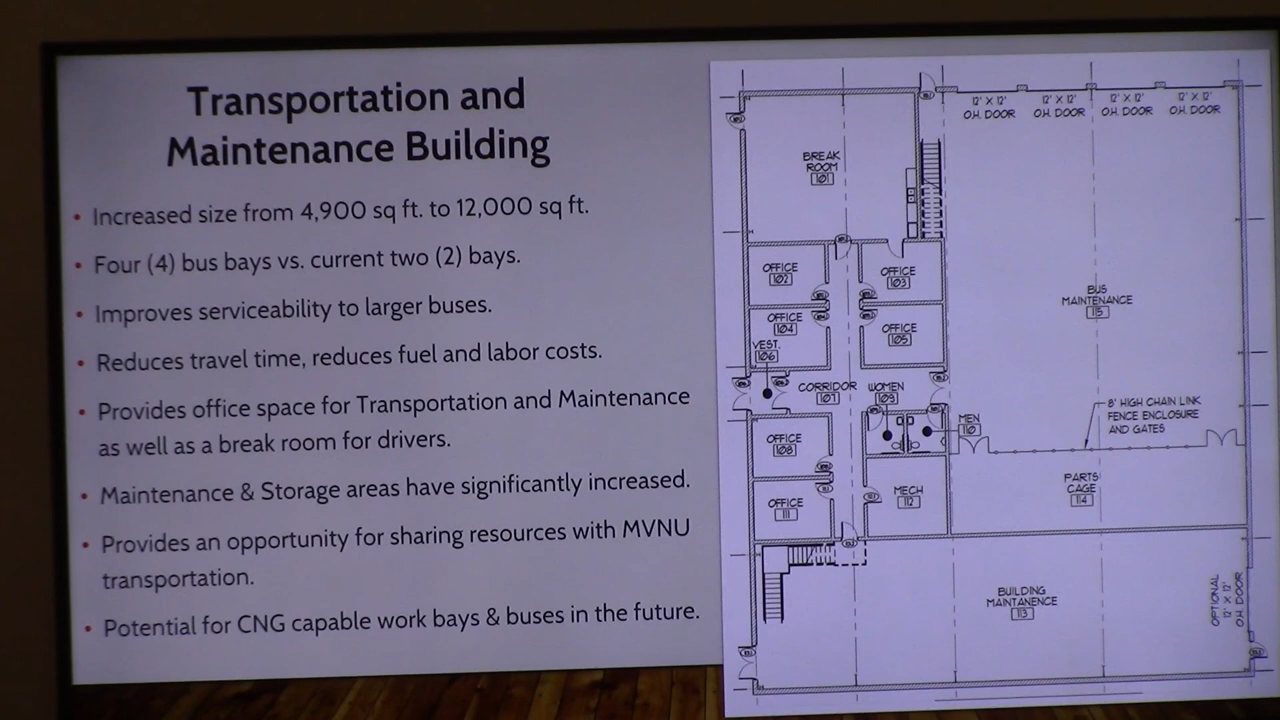 Transportation and
Maintenance Building
• Increased size from 4,900 sq ft. to 12,000 sq ft.
• Four (4) bus bays vs. current two (2) bays.
• Improves serviceability to larger buses.
• Reduces travel time, reduces fuel and labor costs.
• Provides office space for Transportation and Maintenance
as well as a break room for drivers.
• Maintenance & Storage areas have significantly increased.
• Provides an opportunity for sharing resources with MVNU
transportation.
• Potential for CNG capable work bays & buses in the future.
12' X 12'
O.H. DOOR
12' X 12'
O.H. DOOR
12' X 12'
O.H. DOOR
12' X 12'
O.H. DOOR
BREAK
ROOM
101
OFFICE
102
OFFICE
103
OFFICE
104
OFFICE
105
VEST.
106
CORRIDOR
107
WOMEN
109
MEN
110
BUS
MAINTENANCE
115
8' HIGH CHAIN LINK
FENCE ENCLOSURE
AND GATES
OFFICE
108
OFFICE
111
MECH
112
PARTS
CAGE
114
BUILDING
MAINTANENCE
113
OPTIONAL
12' X 12'
O.H. DOOR